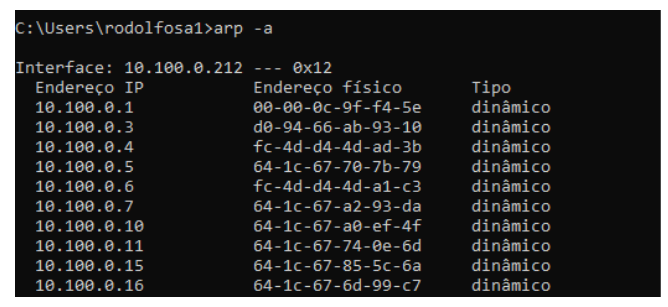 C:\Users\rodolfosa1>arp -a
Interface: 10.100.0.212 --- 0x12
Endereço IP Endereço físico Tipo
10.100.0.1 00-00-0c-9f-f4-5e dinâmico
10.100.0.3 d0-94-66-ab-93-10 dinâmico
10.100.0.4 fc-4d-d4-4d-ad-3b dinâmico
10.100.0.5 64-1c-67-70-7b-79 dinâmico
10.100.0.6 fc-4d-d4-4d-a1-c3 dinâmico
10.100.0.7 64-1c-67-a2-93-da dinâmico
10.100.0.10 64-1c-67-a0-ef-4f dinâmico
10.100.0.11 64-1c-67-74-0e-6d dinâmico
10.100.0.15 64-1c-67-85-5c-6a dinâmico
10.100.0.16 64-1c-67-6d-99-c7 dinâmico